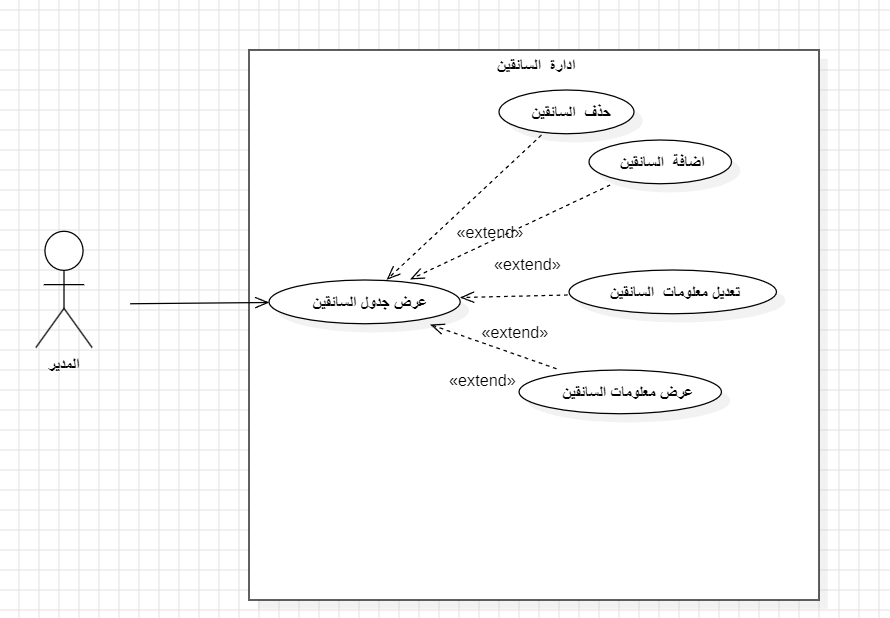 ادارة السائقين
حذف السائقين
اضافة السائقين
«extend»
«extend»
تعديل معلومات السائقين
عرض جدول السائقين
«extend»
المدير
«extend»
عرض معلومات السائقين